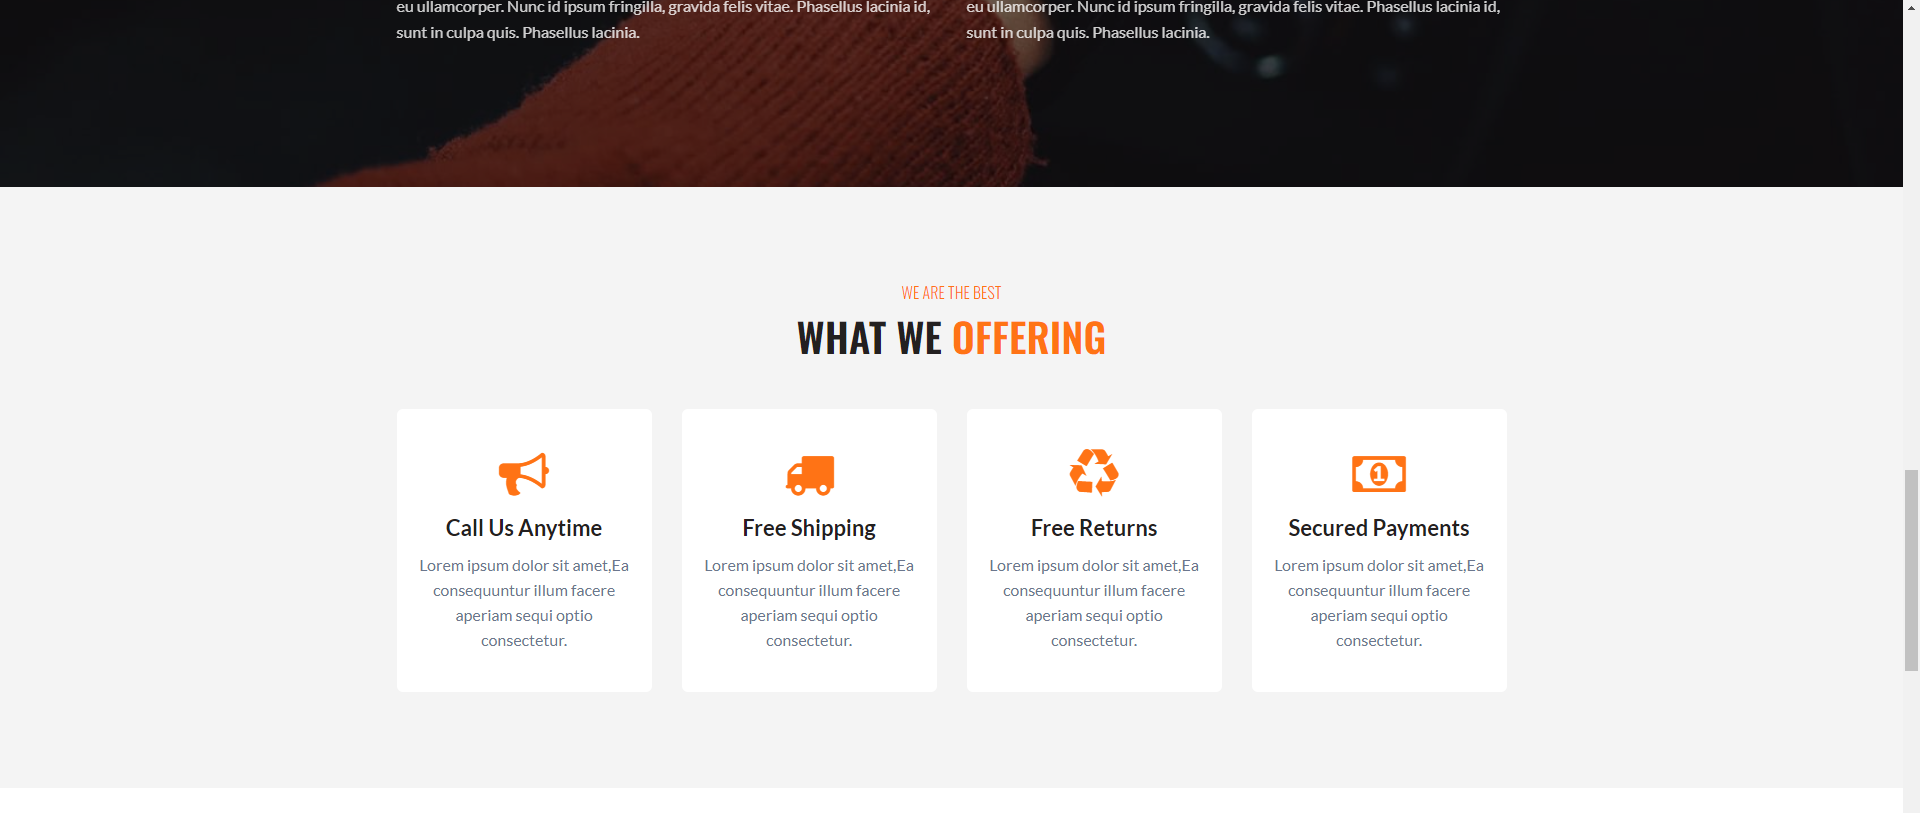 eu ullamcorper. Nunc id ipsum fringilla, gravida felis vitae. Phasellus lacinia id,
sunt in culpa quis. Phasellus lacinia.
eu ullamcorper. Nunc id ipsum fringilla, gravida felis vitae. Phasellus lacinia id,
sunt in culpa quis. Phasellus lacinia.
WE ARE THE BEST
WHAT WE OFFERING
Call Us Anytime
Lorem ipsum dolor sit amet,Ea
consequuntur illum facere
aperiam sequi optio
consectetur.
Free Shipping
Lorem ipsum dolor sit amet,Ea
consequuntur illum facere
aperiam sequi optio
consectetur.
Free Returns
Lorem ipsum dolor sit amet,Ea
consequuntur illum facere
aperiam sequi optio
consectetur.
1
Secured Payments
Lorem ipsum dolor sit amet,Ea
consequuntur illum facere
aperiam sequi optio
consectetur.